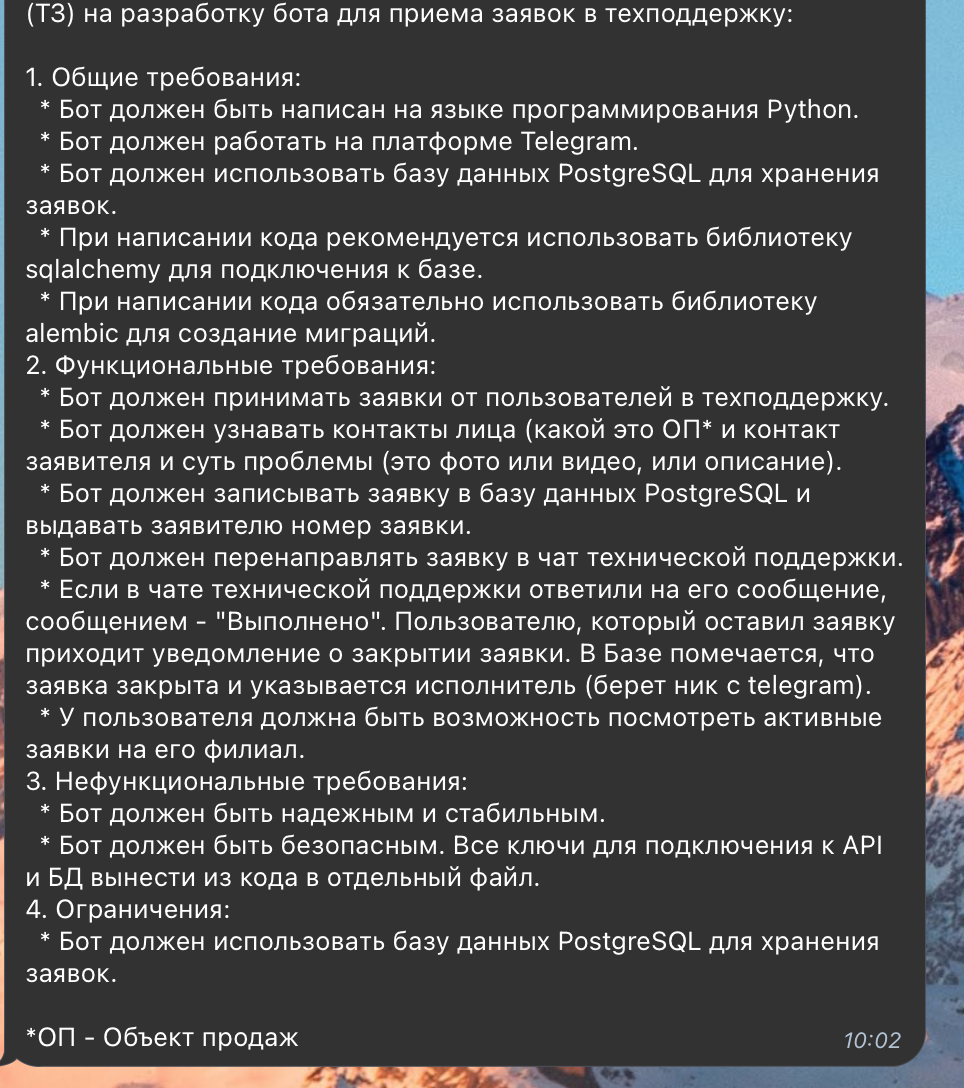 (ТЗ) на разработку бота для приема заявок в техподдержку:
1. Общие требования:
* Бот должен быть написан на языке программирования Python.
* Бот должен работать на платформе Telegram.
* Бот должен использовать базу данных PostgreSQL для хранения
заявок.
* При написании кода рекомендуется использовать библиотеку
sqlalchemy для подключения к базе.
* При написании кода обязательно использовать библиотеку
alembic для создание миграций.
2. Функциональные требования:
* Бот должен принимать заявки от пользователей в техподдержку.
* Бот должен узнавать контакты лица (какой это ОП* и контакт
заявителя и суть проблемы (это фото или видео, или описание).
* Бот должен записывать заявку в базу данных PostgreSQL и
выдавать заявителю номер заявки.
* Бот должен перенаправлять заявку в чат технической поддержки.
* Если в чате технической поддержки ответили на его сообщение,
сообщением - "Выполнено". Пользователю, который оставил заявку
приходит уведомление о закрытии заявки. В Базе помечается, что
заявка закрыта и указывается исполнитель (берет ник с telegram).
* У пользователя должна быть возможность посмотреть активные
заявки на его филиал.
3. Нефункциональные требования:
* Бот должен быть надежным и стабильным.
* Бот должен быть безопасным. Все ключи для подключения к API
и БД вынести из кода в отдельный файл.
4. Ограничения:
* Бот должен использовать базу данных PostgreSQL для хранения
заявок.
*ОП - Объект продаж
10:02